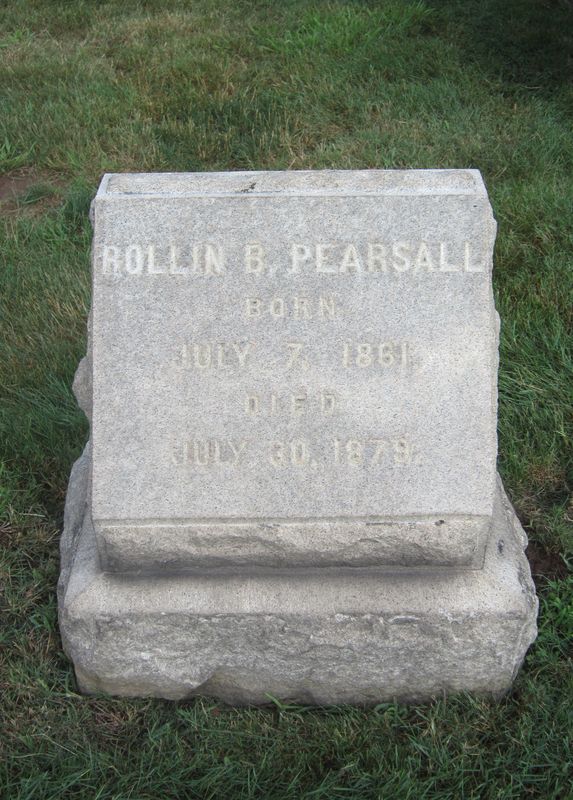 ROLLIN B. PEARSALL
BORN
JULY 7, 1861.
DIED
JULY 30, 1879.